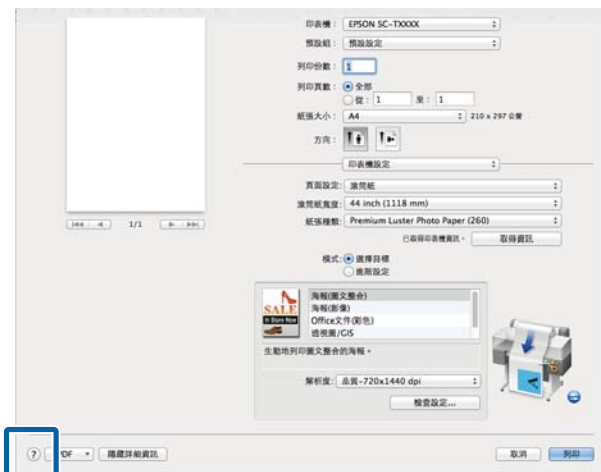 印表機： EPSON SC-TXXXX
預設組： 預設設定
列印份數： 1
列印頁數： 全部
從： 1 至： 1
紙張大小： A4 210 x 297 公釐
方向：
印表機設定
頁面設定: 滾筒紙
滾筒紙寬度: 44 inch (1118 mm)
紙張種類: Premium Luster Photo Paper (260)
已取得印表機資訊。 取得資訊
1/1
模式: 選擇目標
進階設定
SALE
In Store Now
海報(圖文整合)
海報(影像)
Office文件(彩色)
透視圖/GIS
生動地列印圖文整合的海報。
解析度: 品質-720x1440 dpi
檢查設定...
? PDF 隱藏詳細資訊 取消 列印